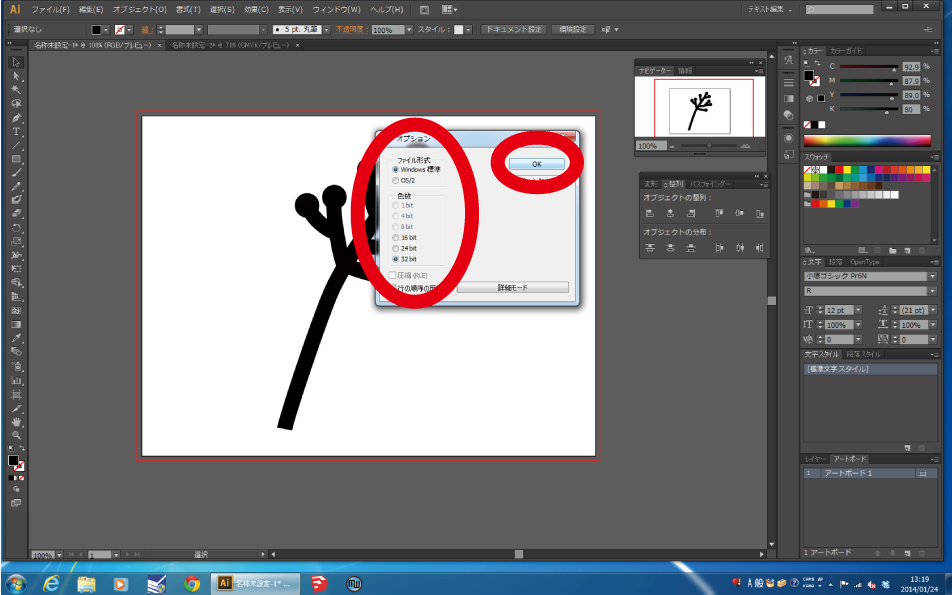 Ai ファイル(F) 編集(E) オブジェクト(O) 書式(T) 選択(S) 効果(C) 表示(V) ウィンドウ(W) ヘルプ(H) テキスト編集
選択なし 線: 5 pt. 丸筆 不透明度: 100% スタイル: ドキュメント設定 環境設定
名称未設定-1* @ 100% (RGB/プレビュー) × 名称未設定-2* @ 71% (CMYK/プレビュー) ×
カラー カラーガイド
C 92.9 %
M 87.9 %
Y 89.0 %
K 80 %
ナビゲーター 情報
100%
スウォッチ
変形 整列 パスファインダー
オブジェクトの整列:
オブジェクトの分布:
オプション
ファイル形式
Windows 標準
OS/2
色数
1 bit
4 bit
8 bit
16 bit
24 bit
32 bit
圧縮 (RLE)
行の順序の
OK
詳細モード
文字 段落 OpenType
小塚ゴシック Pr6N
R
12 pt (21 pt)
100% 100%
0 0
文字スタイル 段落スタイル
[標準文字スタイル]
レイヤー アートボード
1 アートボード 1
1 アートボード
100% 1 選択
Ai 名称未設定-1* ...
A 般 CAPS KANA
13:19
2014/01/24